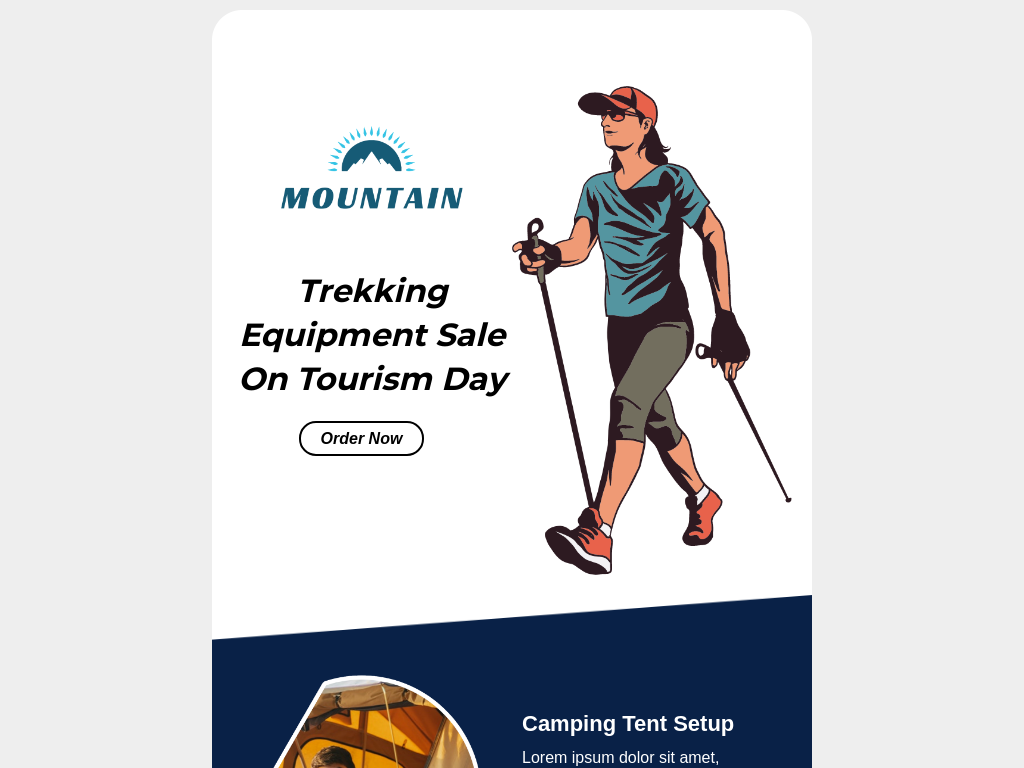 MOUNTAIN
Trekking
Equipment Sale
On Tourism Day
Order Now
Camping Tent Setup
Lorem ipsum dolor sit amet,